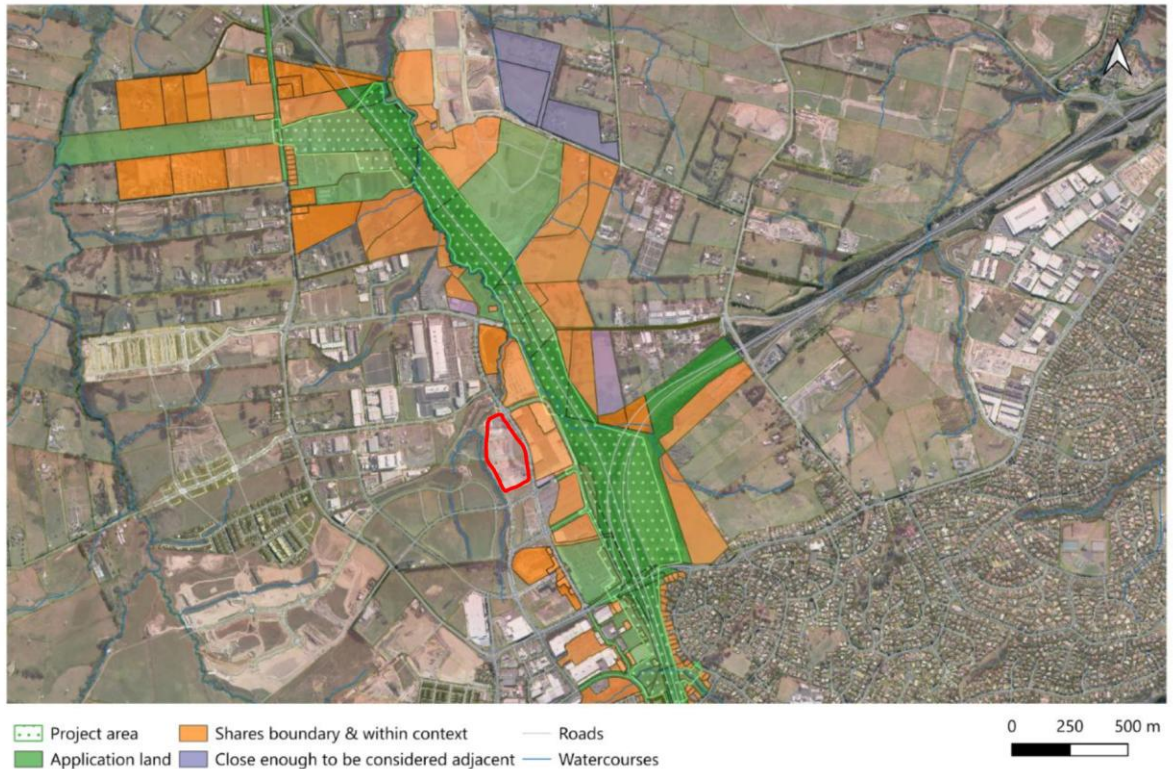 Project area
Shares boundary & within context
Roads
0 250 500 m
Application land
Close enough to be considered adjacent
Watercourses